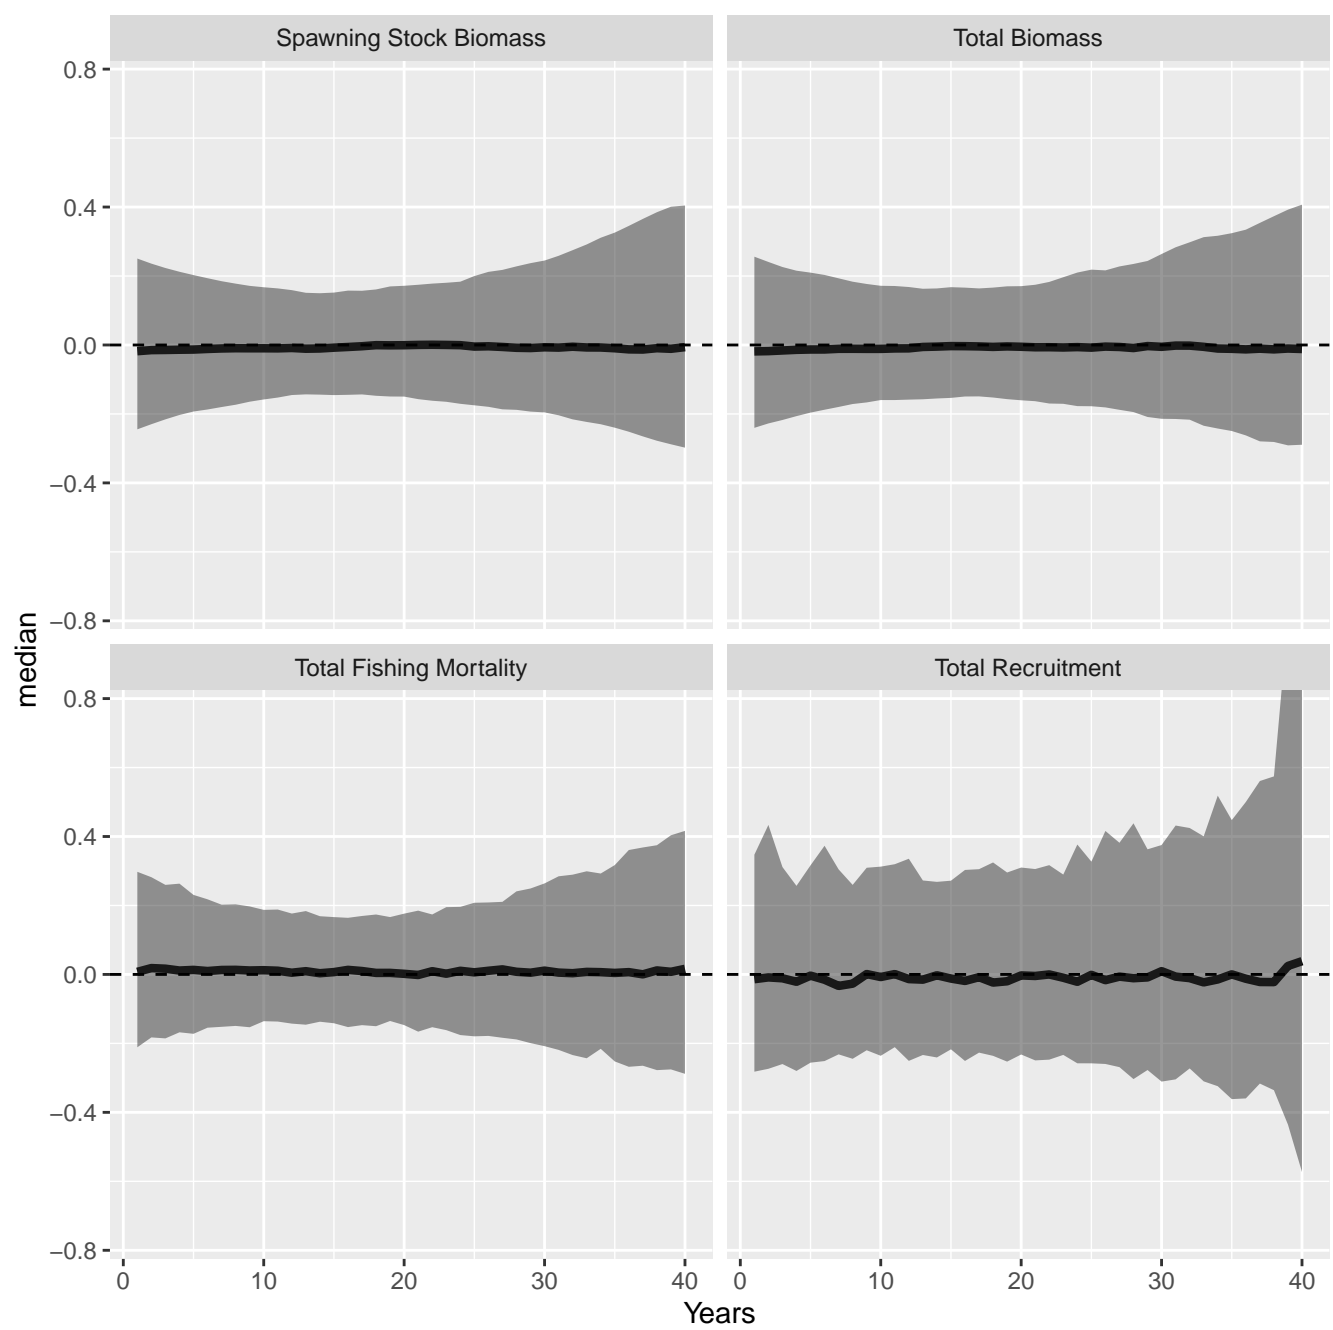 Spawning Stock Biomass
Total Biomass
0.8
0.4
0.0
−0.4
−0.8
median
Total Fishing Mortality
Total Recruitment
0.8
0.4
0.0
−0.4
−0.8
0 10 20 30 40
0 10 20 30 40
Years